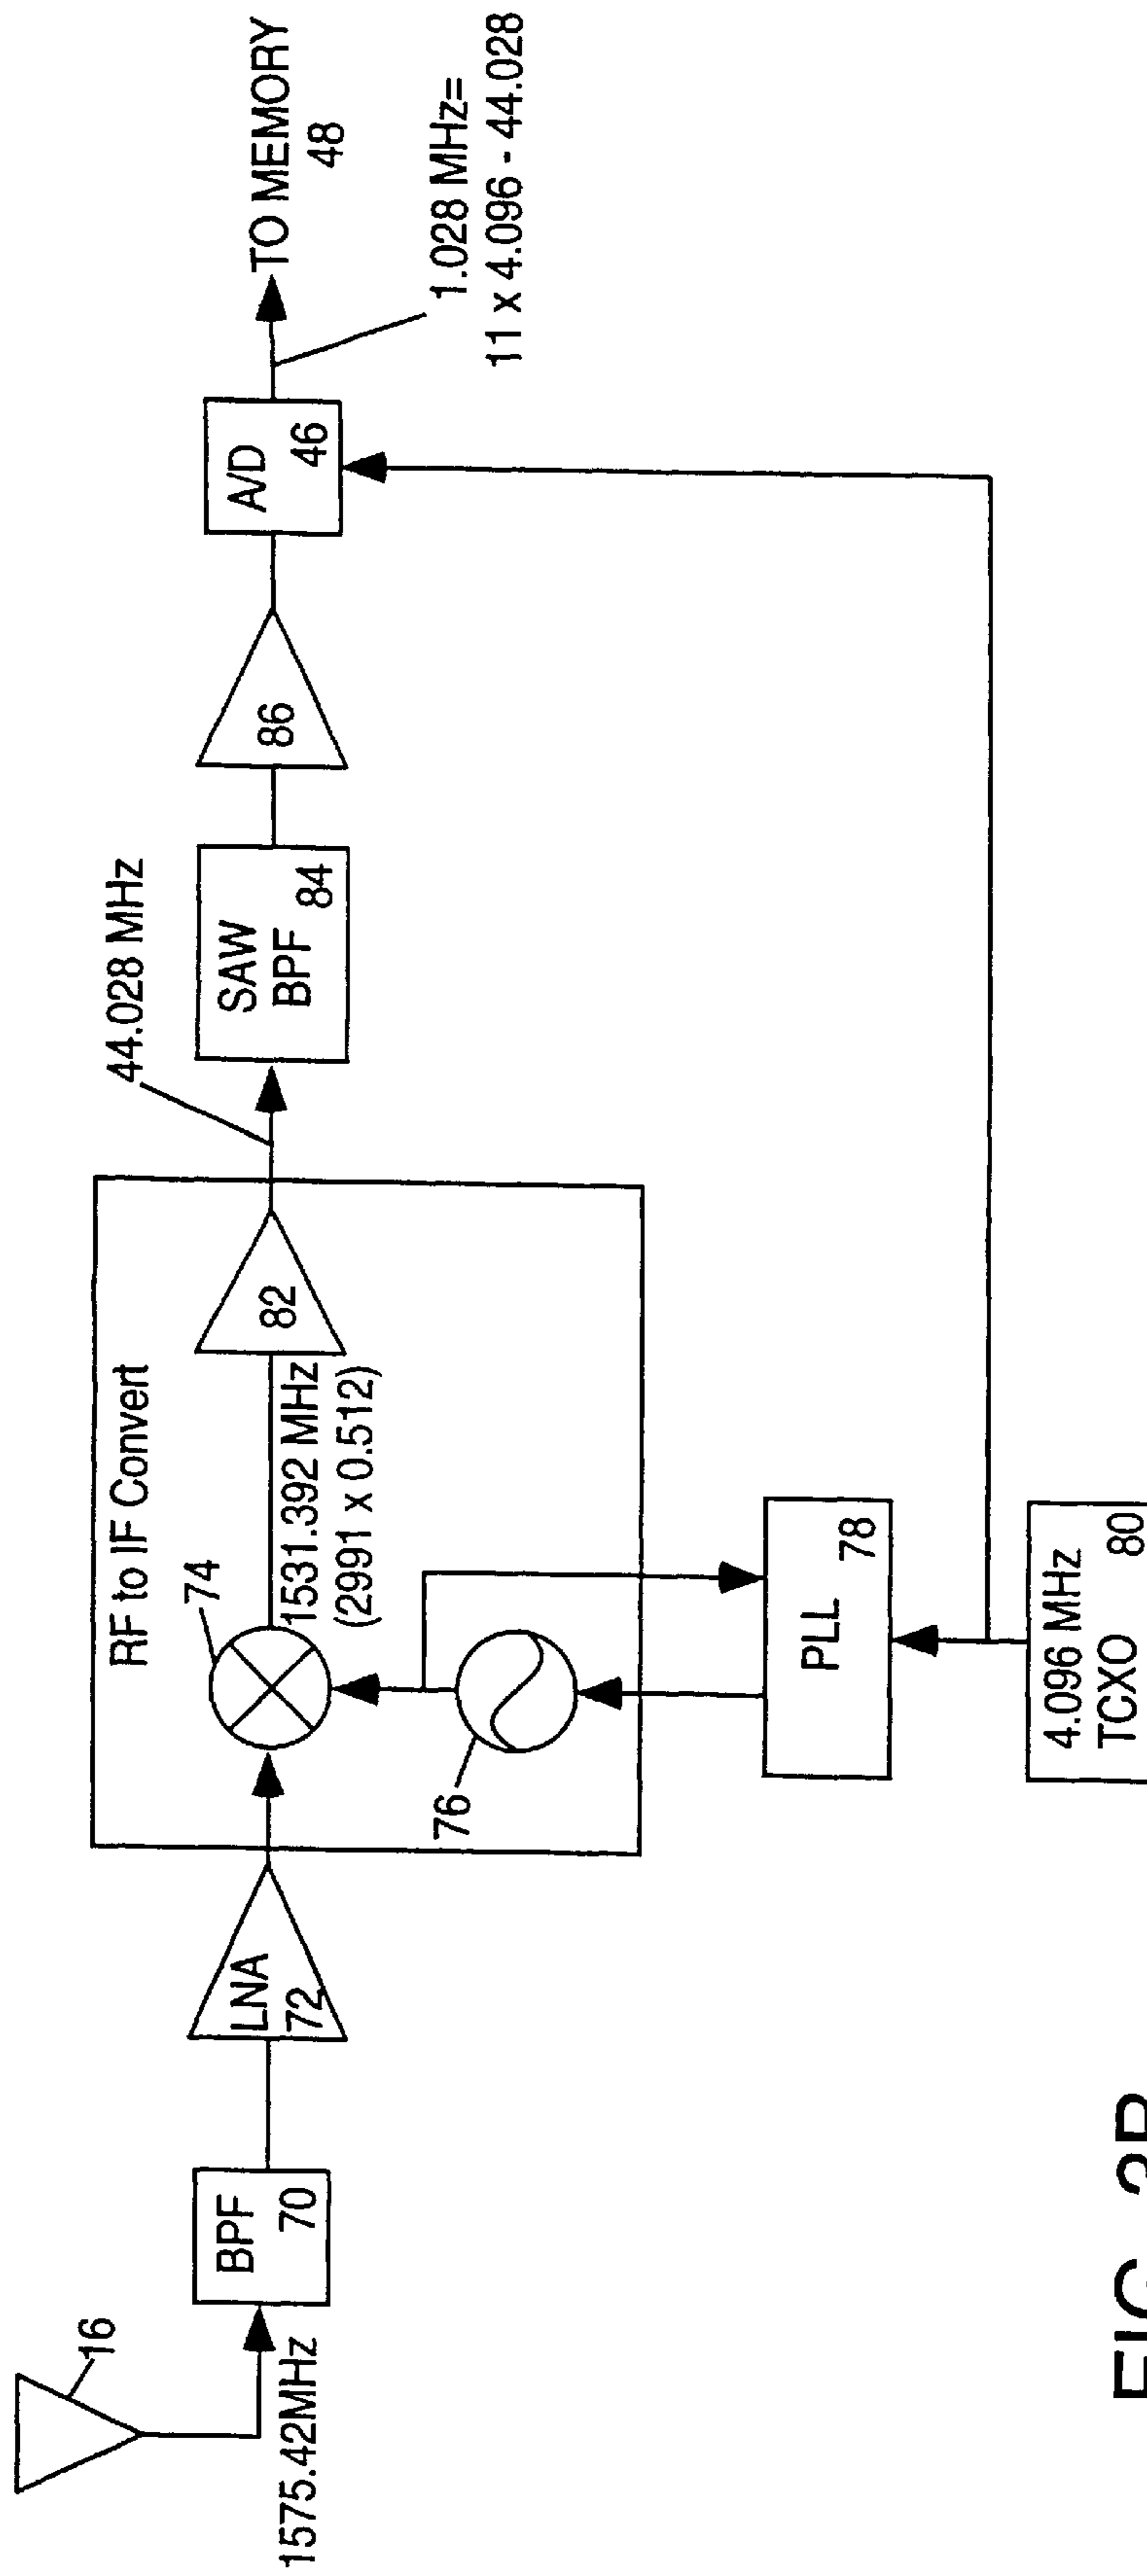 16
1575.42MHz
BPF
70
LNA
72
RF to IF Convert
74
76
1531.392 MHz
(2991 x 0.512)
82
44.028 MHz
SAW
BPF
84
86
A/D
46
TO MEMORY
48
1.028 MHz=
11 x 4.096 - 44.028
PLL
78
4.096 MHz
TCXO
80